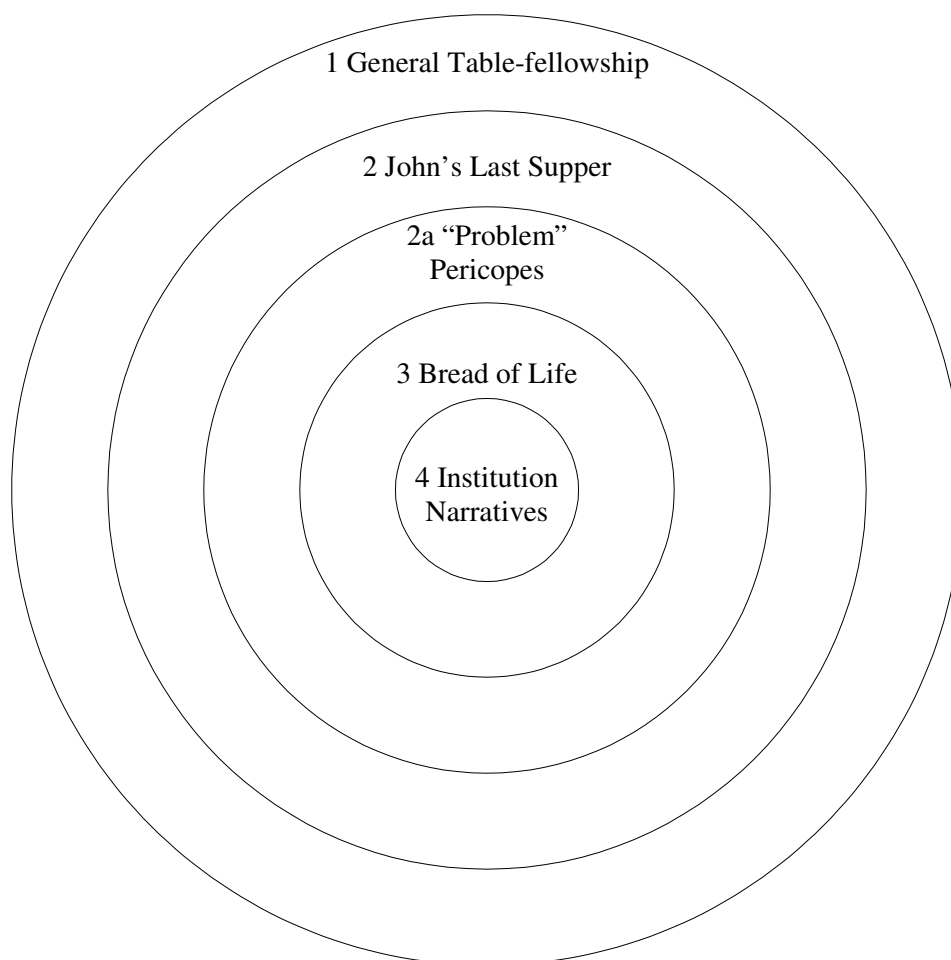 1 General Table-fellowship
2 John’s Last Supper
2a “Problem”
Pericopes
3 Bread of Life
4 Institution
Narratives